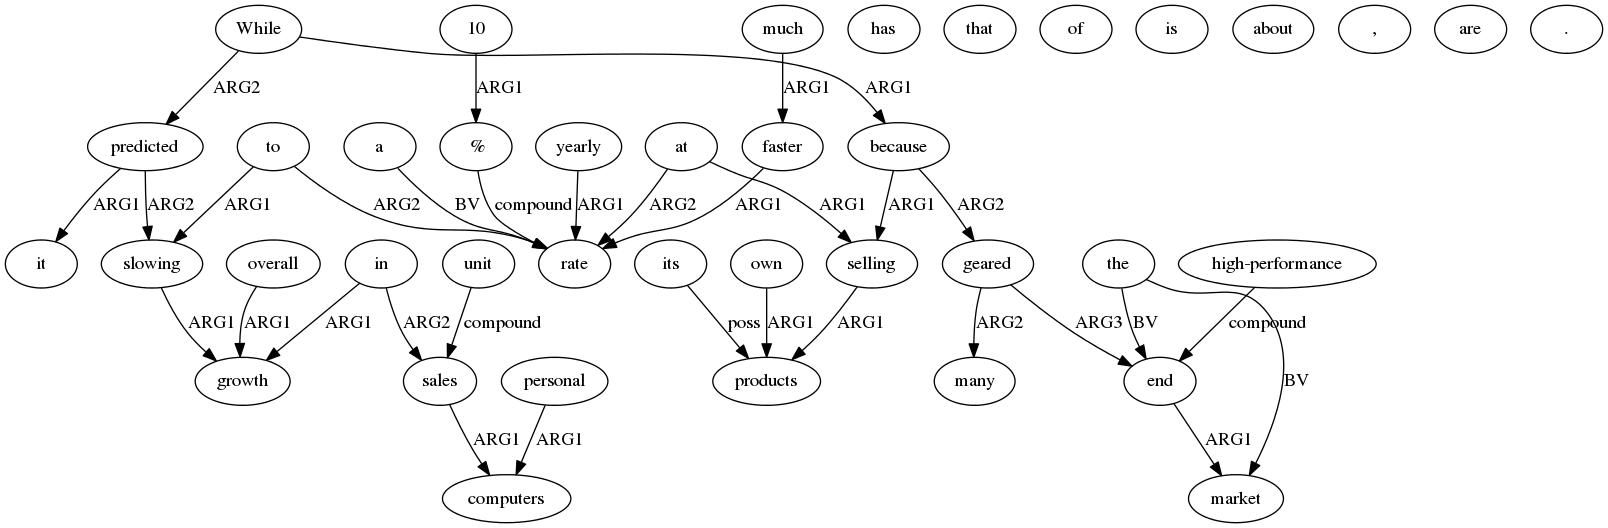 While 10 much has that of is about , are .
ARG2 ARG1 ARG1 ARG1
predicted to a % yearly at faster because
ARG1 ARG2 ARG1 ARG2 BV compound ARG1 ARG2 ARG1 ARG1 ARG1 ARG2
it slowing overall in unit rate its own selling geared the high-performance
ARG1 ARG1 ARG1 ARG2 compound poss ARG1 ARG1 ARG2 ARG3 BV compound
growth sales personal products many end BV
ARG1 ARG1 ARG1
computers market